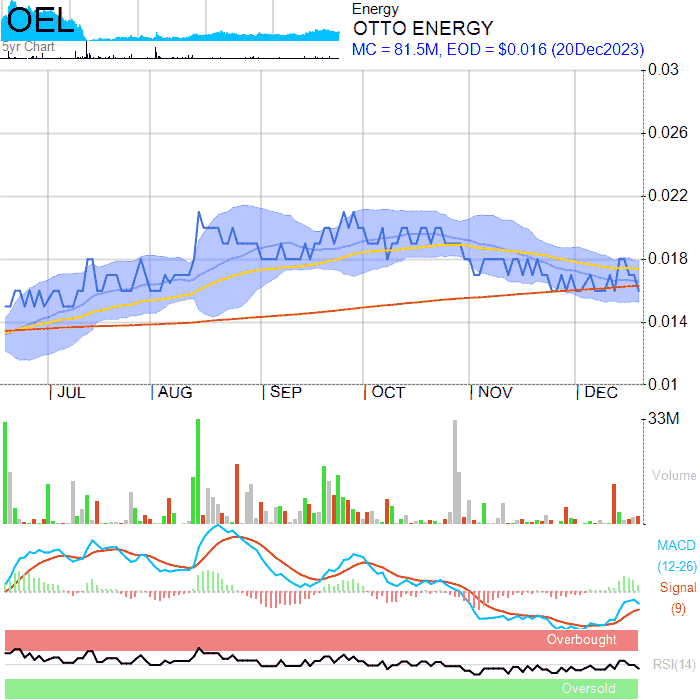 OEL
5yr Chart
Energy
OTTO ENERGY
MC = 81.5M, EOD = $0.016 (20Dec2023)
0.03
0.026
0.022
0.018
0.014
0.01
JUL AUG SEP OCT NOV DEC
33M
Volume
MACD
(12-26)
Signal
(9)
Overbought
RSI(14)
Oversold